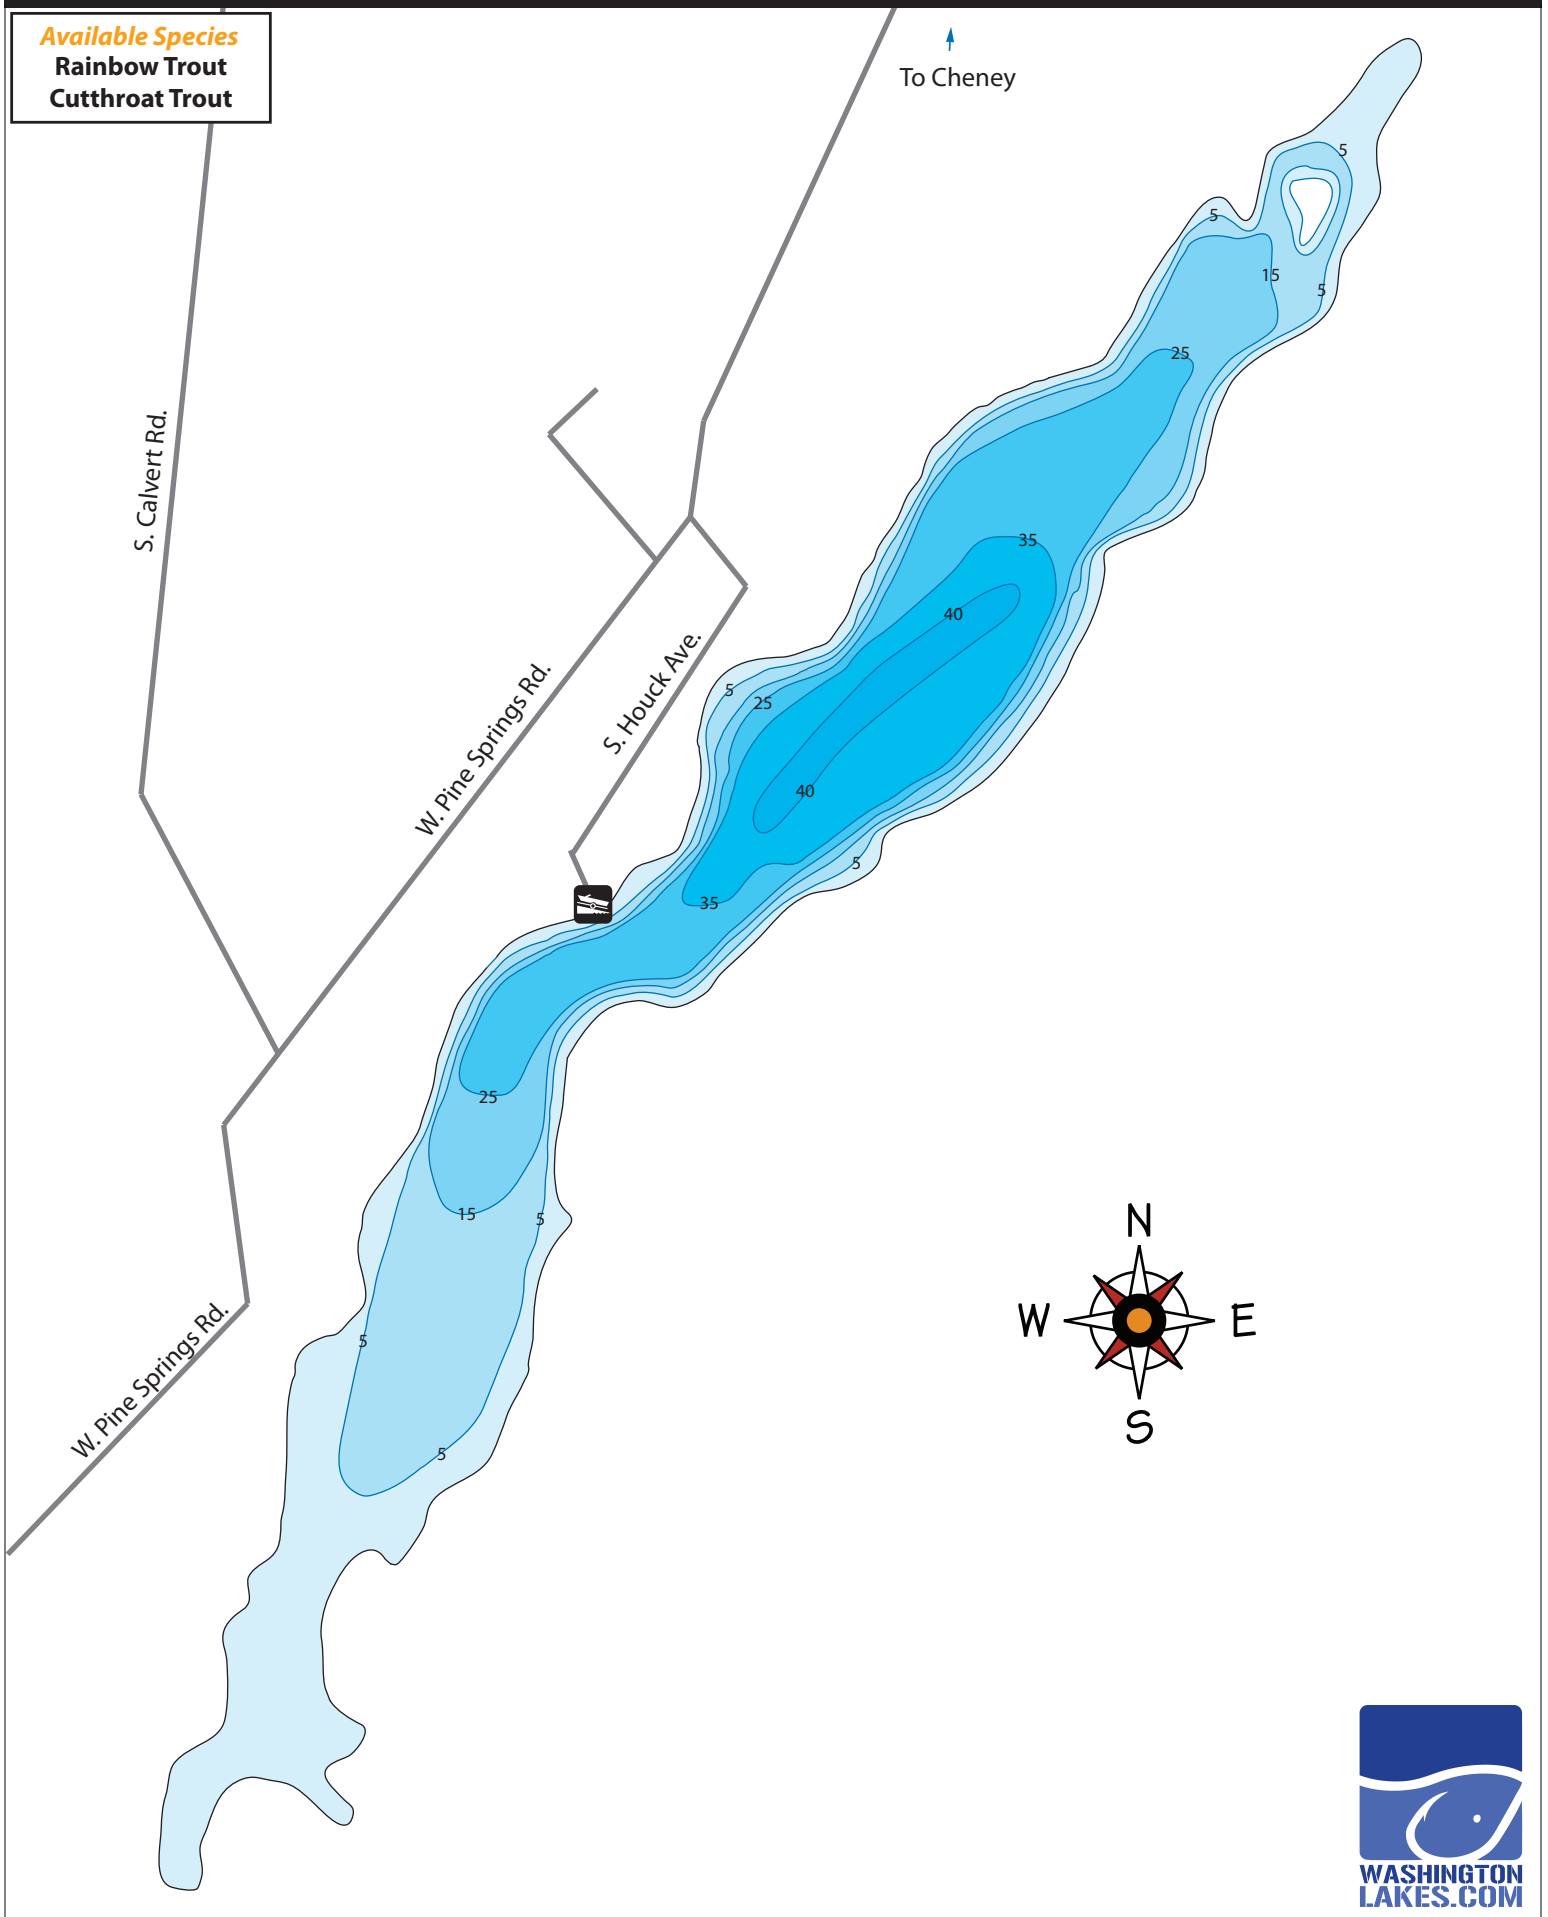 Available Species
Rainbow Trout
Cutthroat Trout
To Cheney
5
5
15
5
25
S. Calvert Rd.
35
40
W. Pine Springs Rd.
S. Houck Ave.
5
25
40
5
35
25
15
5
N
W
E
S
5
W. Pine Springs Rd.
5
WASHINGTON
LAKES.COM